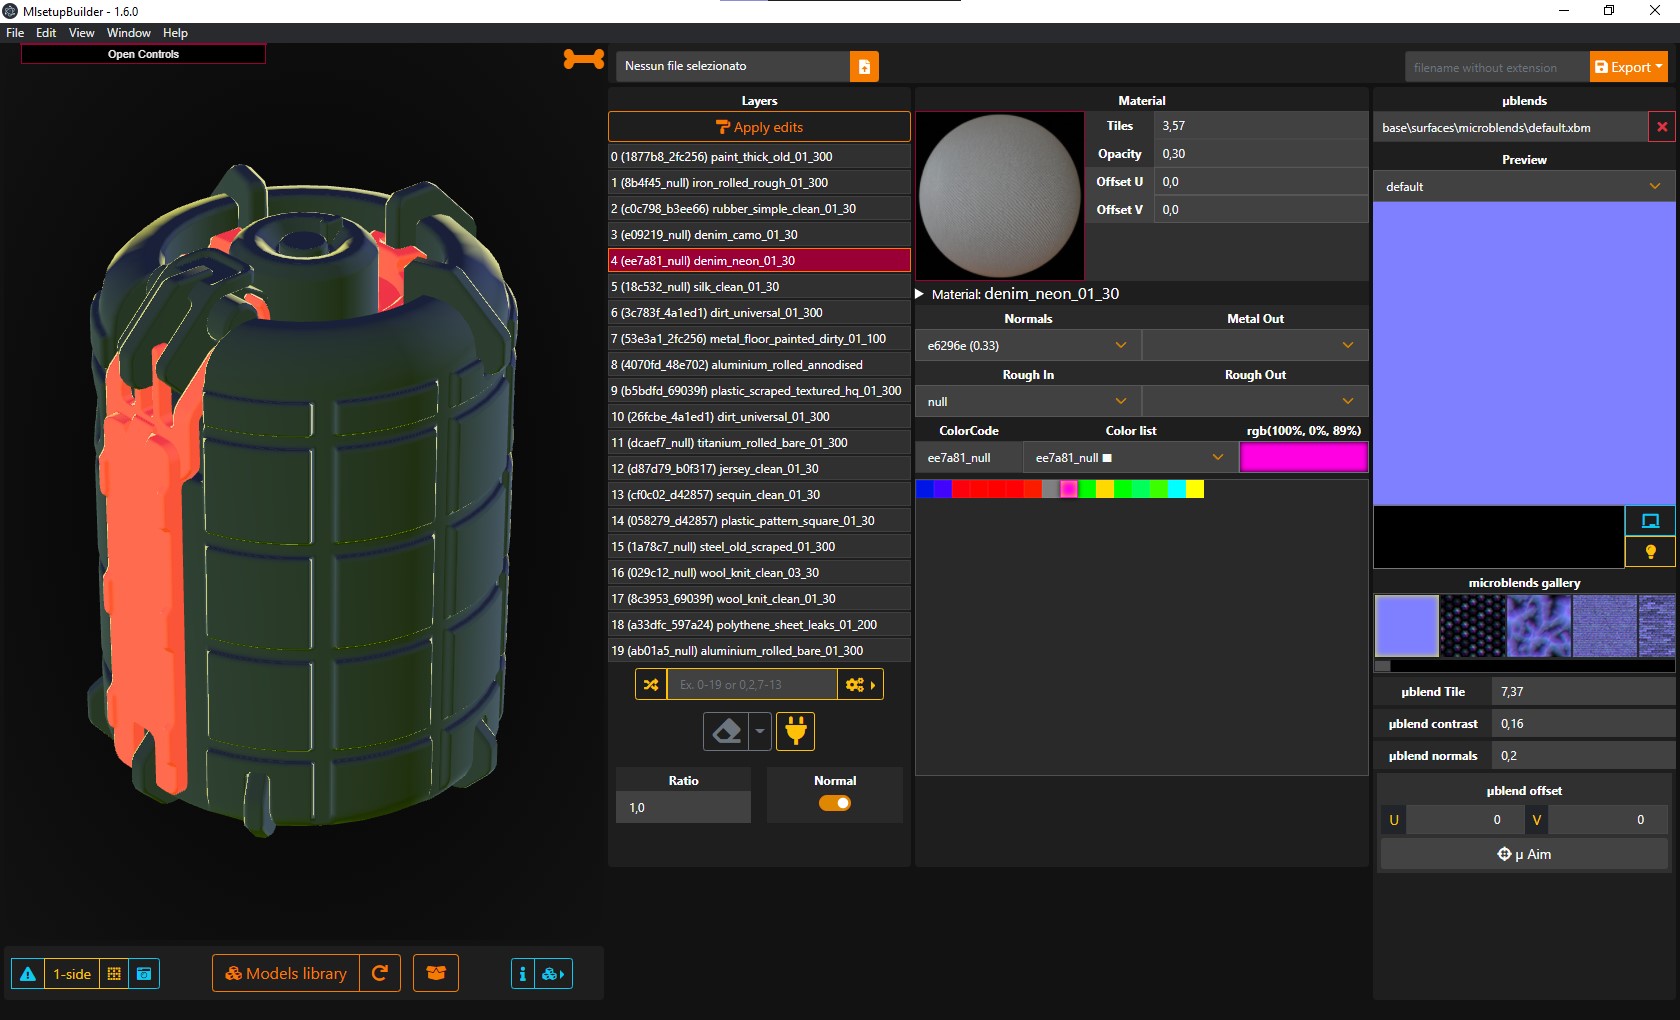 MlsetupBuilder - 1.6.0
File Edit View Window Help
Open Controls
Nessun file selezionato
filename without extension
Export
Layers
Apply edits
0 (1877b8_2fc256) paint_thick_old_01_300
1 (8b4f45_null) iron_rolled_rough_01_300
2 (c0c798_b3ee66) rubber_simple_clean_01_30
3 (e09219_null) denim_camo_01_30
4 (ee7a81_null) denim_neon_01_30
5 (18c532_null) silk_clean_01_30
6 (3c783f_4a1ed1) dirt_universal_01_300
7 (53e3a1_2fc256) metal_floor_painted_dirty_01_100
8 (4070fd_48e702) aluminium_rolled_annodised
9 (b5bdfd_69039f) plastic_scraped_textured_hq_01_300
10 (26fcbe_4a1ed1) dirt_universal_01_300
11 (dcaef7_null) titanium_rolled_bare_01_300
12 (d87d79_b0f317) jersey_clean_01_30
13 (cf0c02_d42857) sequin_clean_01_30
14 (058279_d42857) plastic_pattern_square_01_30
15 (1a78c7_null) steel_old_scraped_01_300
16 (029c12_null) wool_knit_clean_03_30
17 (8c3953_69039f) wool_knit_clean_01_30
18 (a33dfc_597a24) polythene_sheet_leaks_01_200
19 (ab01a5_null) aluminium_rolled_bare_01_300
Ex. 0-19 or 0,2,7-13
Ratio
1,0
Normal
Material
Tiles 3,57
Opacity 0,30
Offset U 0,0
Offset V 0,0
Material: denim_neon_01_30
Normals Metal Out
e6296e (0.33)
Rough In Rough Out
null
ColorCode Color list rgb(100%, 0%, 89%)
ee7a81_null ee7a81_null ■
µblends
base\surfaces\microblends\default.xbm
Preview
default
microblends gallery
µblend Tile 7,37
µblend contrast 0,16
µblend normals 0,2
µblend offset
U 0 V 0
µ Aim
1-side
Models library